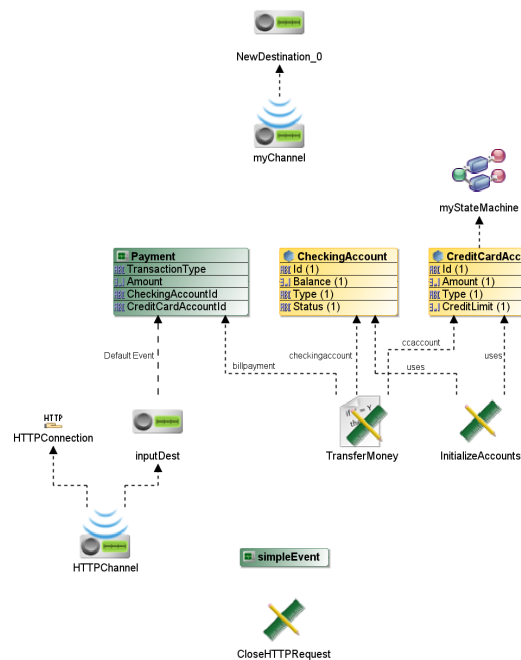 NewDestination_0
myChannel
myStateMachine
Payment
TransactionType
Amount
CheckingAccountId
CreditCardAccountId
CheckingAccount
Id (1)
Balance (1)
Type (1)
Status (1)
CreditCardAcc
Id (1)
Amount (1)
Type (1)
CreditLimit (1)
Default Event
billpayment
checkingaccount
ccaccount
uses
uses
HTTP
HTTPConnection
inputDest
TransferMoney
InitializeAccounts
HTTPChannel
simpleEvent
CloseHTTPRequest